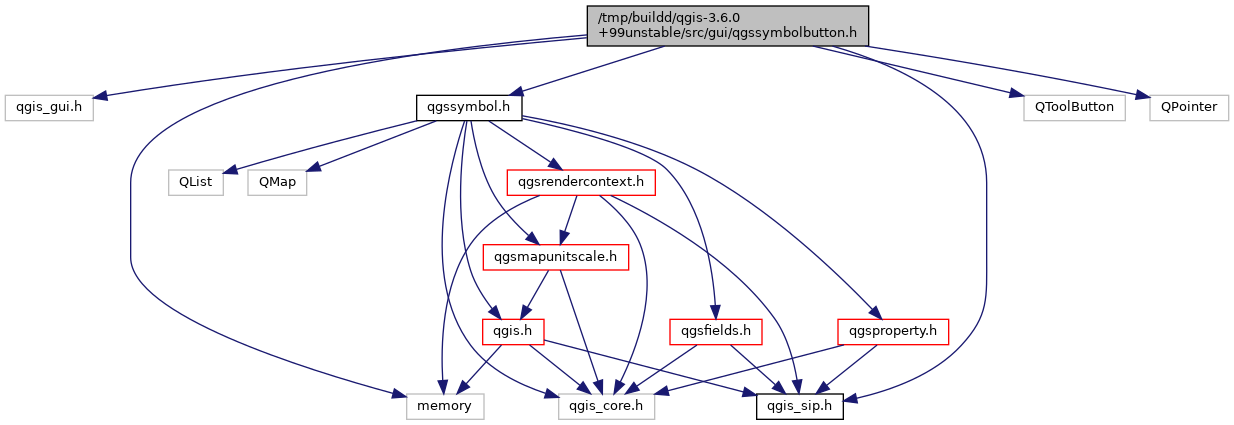 /tmp/buildd/qgis-3.6.0
+99unstable/src/gui/qgssymbolbutton.h
qgis_gui.h
qgssymbol.h
QToolButton
QPointer
QList
QMap
qgsrendercontext.h
qgsmapunitscale.h
qgis.h
qgsfields.h
qgsproperty.h
memory
qgis_core.h
qgis_sip.h